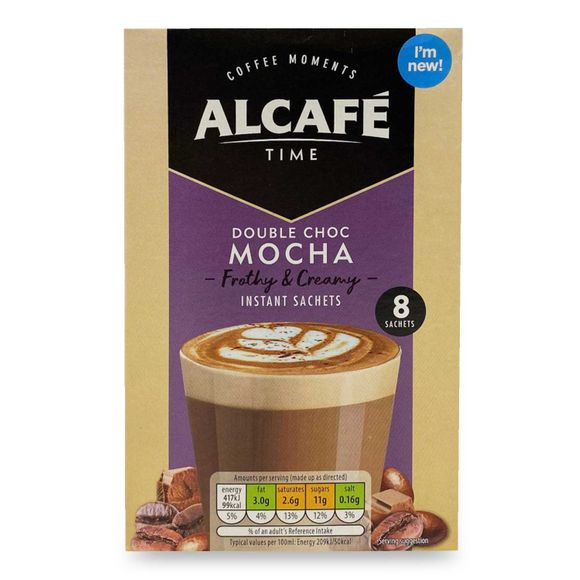 I'm
new!
COFFEE MOMENTS
ALCAFÉ
TIME
DOUBLE CHOC
MOCHA
Frothy & Creamy
INSTANT SACHETS
8
SACHETS
Amounts per serving (made up as directed)
energy fat saturates sugars salt
417kJ 3.0g 2.6g 11g 0.16g
99kcal
5% 4% 13% 12% 3%
% of an adult's Reference Intake
Typical values per 100ml: Energy 209kJ/50kcal
Serving suggestion